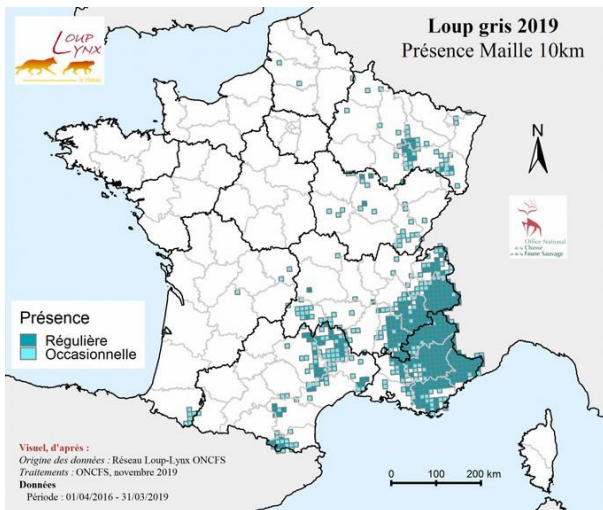 LOUP
LYNX
le réseau
Loup gris 2019
Présence Maille 10km
N
Office National
de la Chasse
et de la Faune Sauvage
Présence
Régulière
Occasionnelle
Visuel, d'après :
Origine des données : Réseau Loup-Lynx ONCFS
Traitements : ONCFS, novembre 2019
Données
Période : 01/04/2016 - 31/03/2019
0 100 200 km